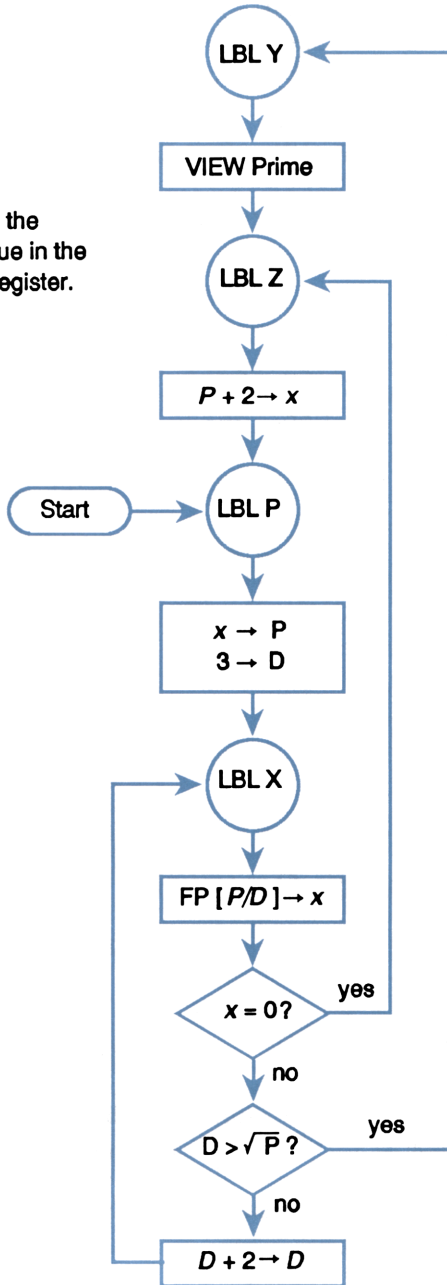 LBL Y
VIEW Prime
the
ue in the
egister.
LBL Z
P + 2 → x
Start
LBL P
x → P
3 → D
LBL X
FP [ P/D ] → x
x = 0?
yes
no
D > √P ?
yes
no
D + 2 → D